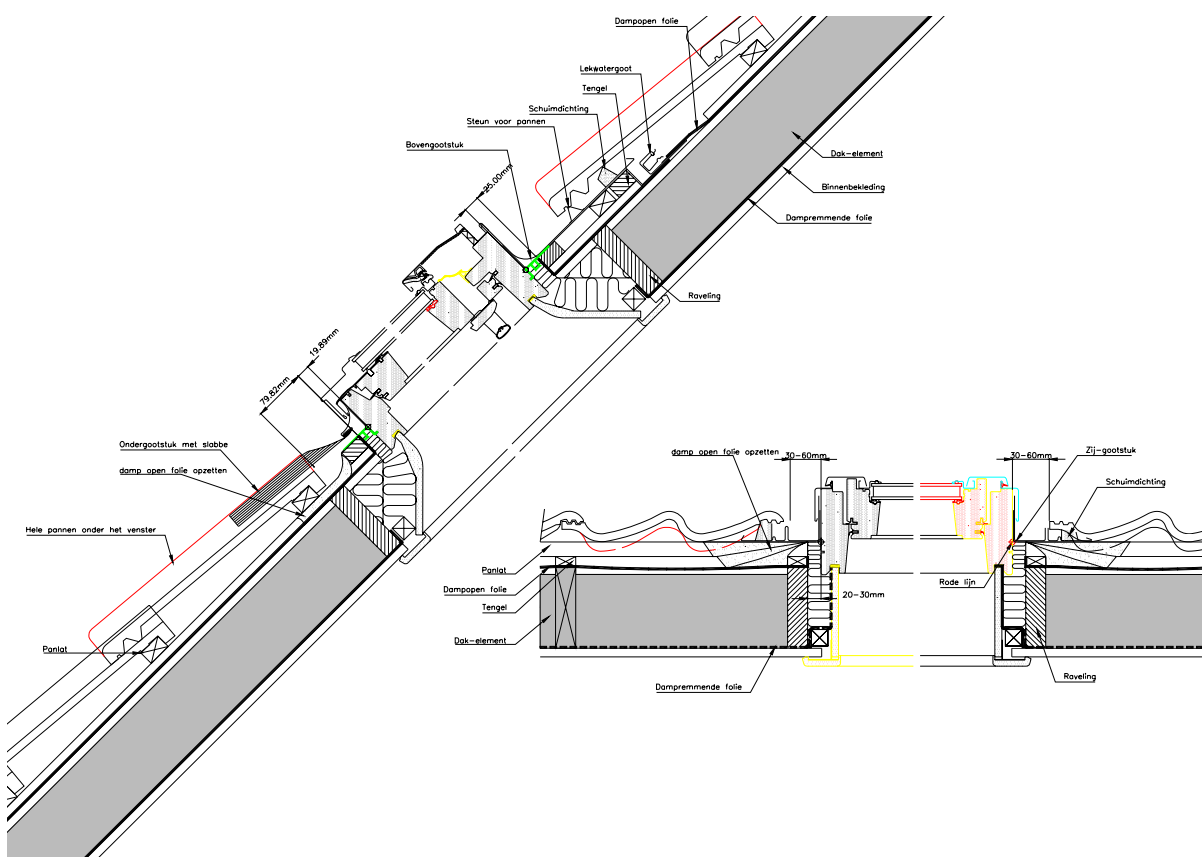 Dampopen folie
Lekwatergoot
Tengel
Schuimdichting
Steun voor pannen
Bovengootstuk
25.00mm
Dak-element
Binnenbekleding
Dampremmende folie
Raveling
19.89mm
79.82mm
Ondergootstuk met slabbe
damp open folie opzetten
Hele pannen onder het venster
Panlat
damp open folie opzetten
30-60mm
30-60mm
Zij-gootstuk
Schuimdichting
Panlat
Dampopen folie
Tengel
Dak-element
20-30mm
Rode lijn
Dampremmende folie
Raveling